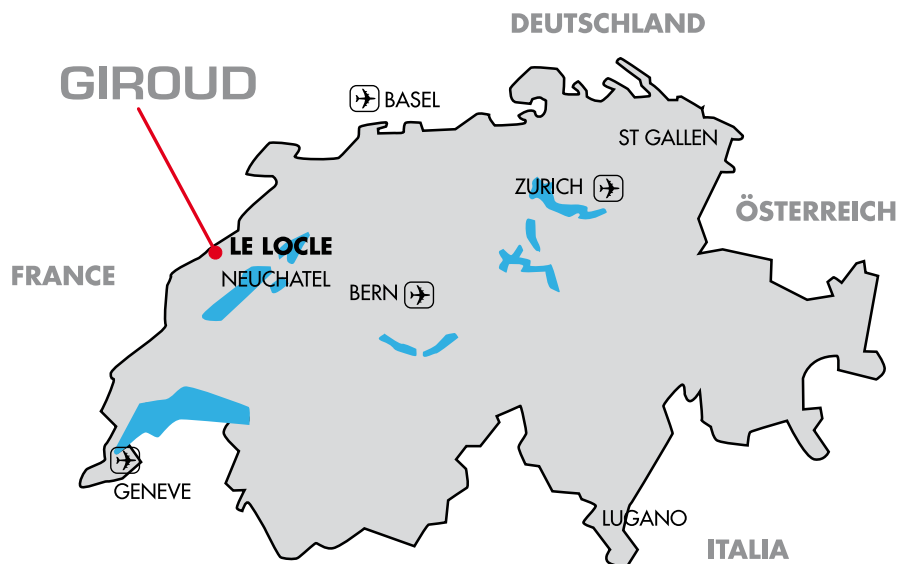 DEUTSCHLAND
GIROUD
BASEL
ST GALLEN
ZURICH
ÖSTERREICH
LE LOCLE
FRANCE
NEUCHATEL
BERN
GENEVE
LUGANO
ITALIA